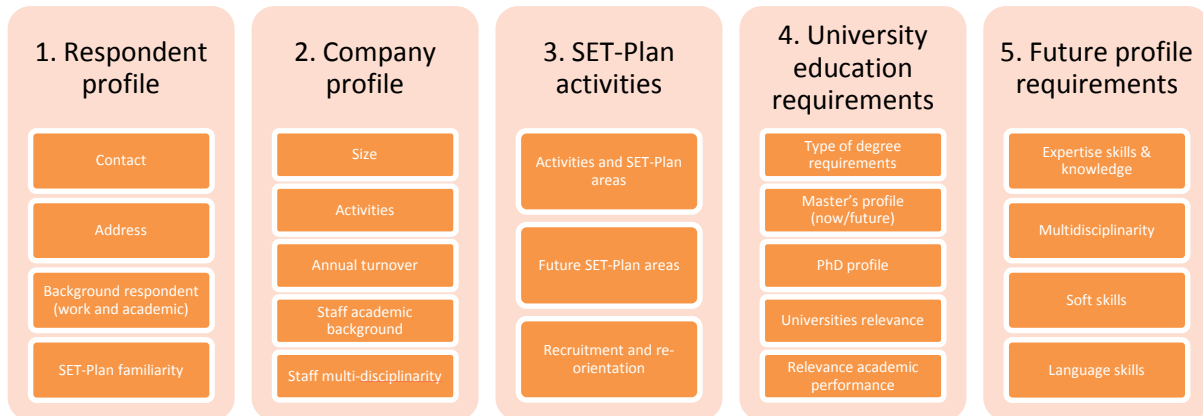 1. Respondent
profile
Contact
Address
Background respondent
(work and academic)
SET-Plan familiarity
2. Company
profile
Size
Activities
Annual turnover
Staff academic
background
Staff multi-disciplinarity
3. SET-Plan
activities
Activities and SET-Plan
areas
Future SET-Plan areas
Recruitment and re-
orientation
4. University
education
requirements
Type of degree
requirements
Master's profile
(now/future)
PhD profile
Universities relevance
Relevance academic
performance
5. Future profile
requirements
Expertise skills &
knowledge
Multidisciplinarity
Soft skills
Language skills